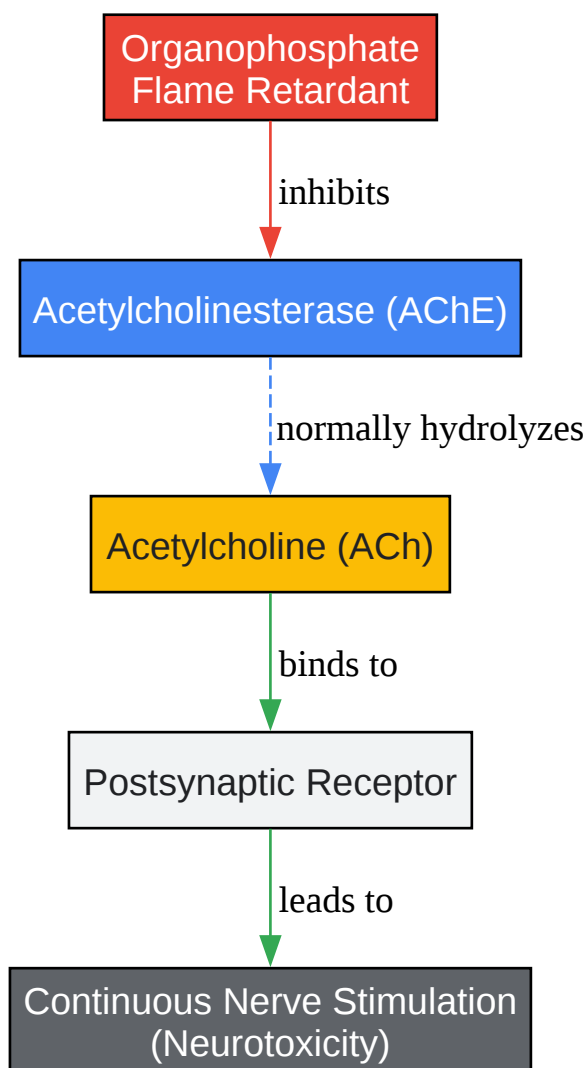 Organophosphate
Flame Retardant
inhibits
Acetylcholinesterase (AChE)
normally hydrolyzes
Acetylcholine (ACh)
binds to
Postsynaptic Receptor
leads to
Continuous Nerve Stimulation
(Neurotoxicity)